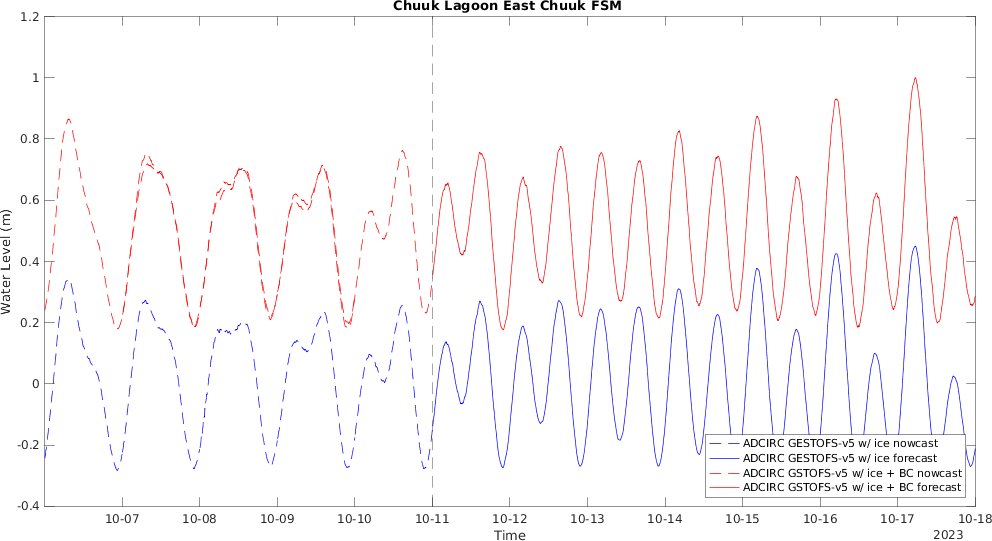 Chuuk Lagoon East Chuuk FSM
1.2
1
0.8
0.6
0.4
0.2
0
-0.2
-0.4
Water Level (m)
ADCIRC GESTOFS-v5 w/ ice nowcast
ADCIRC GESTOFS-v5 w/ ice forecast
ADCIRC GSTOFS-v5 w/ ice + BC nowcast
ADCIRC GSTOFS-v5 w/ ice + BC forecast
10-07 10-08 10-09 10-10 10-11 10-12 10-13 10-14 10-15 10-16 10-17 10-18
Time
2023